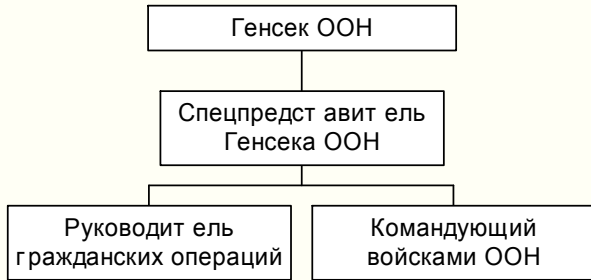 Генсек ООН
Спецпредст авит ель
Генсека ООН
Руководит ель
гражданских операций
Командующий
войсками ООН